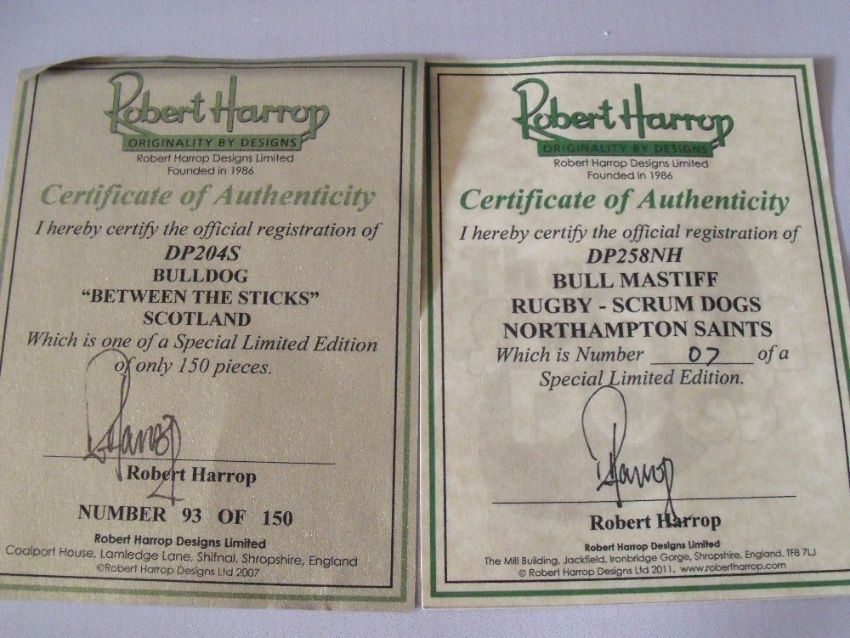 Robert Harrop
ORIGINALITY BY DESIGNS
Robert Harrop Designs Limited
Founded in 1986
Certificate of Authenticity
I hereby certify the official registration of
DP204S
BULLDOG
“BETWEEN THE STICKS”
SCOTLAND
Which is one of a Special Limited Edition
of only 150 pieces.
R Harrop
Robert Harrop
NUMBER 93 OF 150
Robert Harrop Designs Limited
Coalport House, Lamledge Lane, Shifnal, Shropshire, England
©Robert Harrop Designs Ltd 2007
Robert Harrop
ORIGINALITY BY DESIGNS
Robert Harrop Designs Limited
Founded in 1986
Certificate of Authenticity
I hereby certify the official registration of
DP258NH
BULL MASTIFF
RUGBY - SCRUM DOGS
NORTHAMPTON SAINTS
Which is Number 07 of a
Special Limited Edition.
R Harrop
Robert Harrop
Robert Harrop Designs Limited
The Mill Building, Jackfield, Ironbridge Gorge, Shropshire, England. TF8 7LJ
© Robert Harrop Designs Ltd 2011. www.robertharrop.com